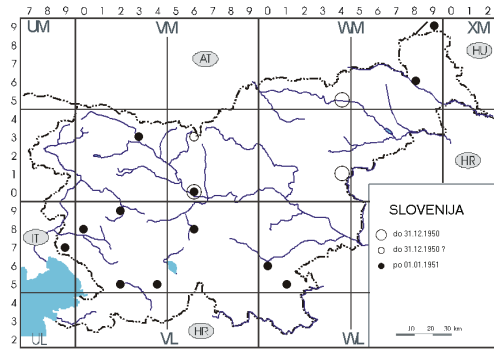 7 8 9 0 1 2 3 4 5 6 7 8 9 0 1 2 3 4 5 6 7 8 9 0 1 2
UM VM WM XM
9
8
7
6
5
4
3
2
1
0
9
8
7
6
5
4
3
2
AT
HU
HR
IT
HR
UL VL WL
SLOVENIJA
do 31.12.1950
do 31.12.1950 ?
po 01.01.1951
10 20 30 km